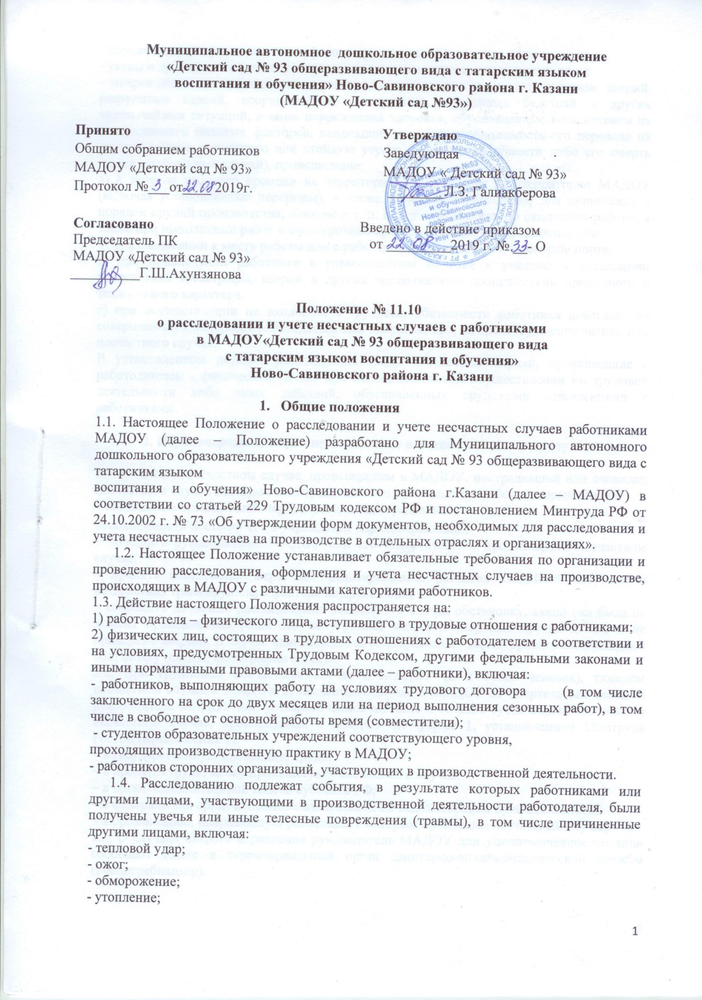 Муниципальное автономное дошкольное образовательное учреждение
«Детский сад № 93 общеразвивающего вида с татарским языком
воспитания и обучения» Ново-Савиновского района г. Казани
(МАДОУ «Детский сад №93»)
Принято
Общим собранием работников
МАДОУ «Детский сад № 93»
Протокол № 3 от 22.08 2019г.
Утверждаю
Заведующая
МАДОУ « Детский сад № 93»
Л.З. Галиакберова
«Детский сад №93
общеразвивающего
вида с татарским
языком воспитания
и обучения»
Ново-Савиновского
района г.Казани
Согласовано
Председатель ПК
МАДОУ «Детский сад № 93»
Г.Ш.Ахунзянова
Введено в действие приказом
от 22.08 2019 г. № 33 - О
Положение № 11.10
о расследовании и учете несчастных случаев с работниками
в МАДОУ«Детский сад № 93 общеразвивающего вида
с татарским языком воспитания и обучения»
Ново-Савиновского района г. Казани
1. Общие положения
1.1. Настоящее Положение о расследовании и учете несчастных случаев работниками
МАДОУ (далее – Положение) разработано для Муниципального автономного
дошкольного образовательного учреждения «Детский сад № 93 общеразвивающего вида с
татарским языком
воспитания и обучения» Ново-Савиновского района г.Казани (далее – МАДОУ) в
соответствии со статьей 229 Трудовым кодексом РФ и постановлением Минтруда РФ от
24.10.2002 г. № 73 «Об утверждении форм документов, необходимых для расследования и
учета несчастных случаев на производстве в отдельных отраслях и организациях».
1.2. Настоящее Положение устанавливает обязательные требования по организации и
проведению расследования, оформления и учета несчастных случаев на производстве,
происходящих в МАДОУ с различными категориями работников.
1.3. Действие настоящего Положения распространяется на:
1) работодателя – физического лица, вступившего в трудовые отношения с работниками;
2) физических лиц, состоящих в трудовых отношениях с работодателем в соответствии и
на условиях, предусмотренных Трудовым Кодексом, другими федеральными законами и
иными нормативными правовыми актами (далее – работники), включая:
- работников, выполняющих работу на условиях трудового договора (в том числе
заключенного на срок до двух месяцев или на период выполнения сезонных работ), в том
числе в свободное от основной работы время (совместители);
- студентов образовательных учреждений соответствующего уровня,
проходящих производственную практику в МАДОУ;
- работников сторонних организаций, участвующих в производственной деятельности.
1.4. Расследованию подлежат события, в результате которых работниками или
другими лицами, участвующими в производственной деятельности работодателя, были
получены увечья или иные телесные повреждения (травмы), в том числе причиненные
другими лицами, включая:
- тепловой удар;
- ожог;
- обморожение;
- утопление;
1